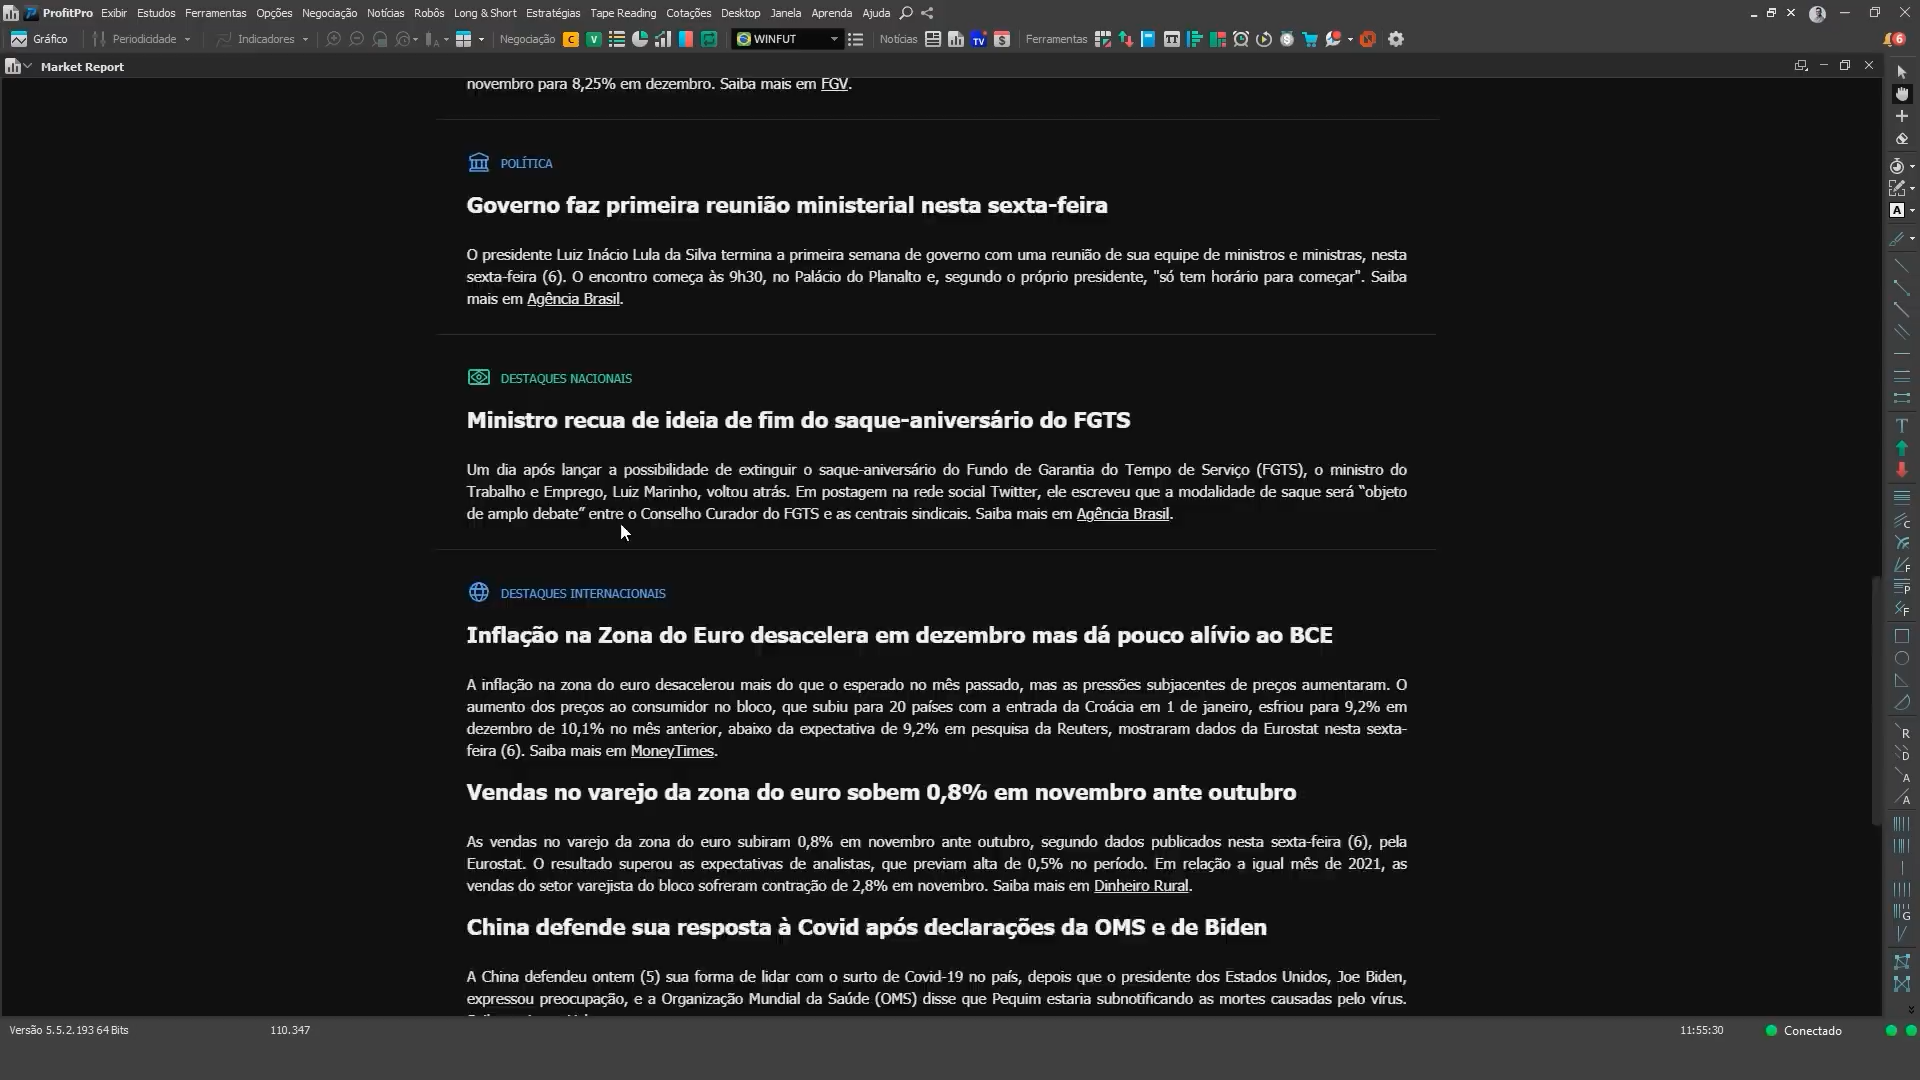 ProfitPro Exibir Estudos Ferramentas Opções Negociação Notícias Robôs Long & Short Estratégias Tape Reading Cotações Desktop Janela Aprenda Ajuda
Gráfico Periodicidade Indicadores Negociação C V WINFUT Notícias TV $ Ferramentas 6
Market Report
novembro para 8,25% em dezembro. Saiba mais em FGV.
POLÍTICA
Governo faz primeira reunião ministerial nesta sexta-feira
O presidente Luiz Inácio Lula da Silva termina a primeira semana de governo com uma reunião de sua equipe de ministros e ministras, nesta
sexta-feira (6). O encontro começa às 9h30, no Palácio do Planalto e, segundo o próprio presidente, "só tem horário para começar". Saiba
mais em Agência Brasil.
DESTAQUES NACIONAIS
Ministro recua de ideia de fim do saque-aniversário do FGTS
Um dia após lançar a possibilidade de extinguir o saque-aniversário do Fundo de Garantia do Tempo de Serviço (FGTS), o ministro do
Trabalho e Emprego, Luiz Marinho, voltou atrás. Em postagem na rede social Twitter, ele escreveu que a modalidade de saque será “objeto
de amplo debate” entre o Conselho Curador do FGTS e as centrais sindicais. Saiba mais em Agência Brasil.
DESTAQUES INTERNACIONAIS
Inflação na Zona do Euro desacelera em dezembro mas dá pouco alívio ao BCE
A inflação na zona do euro desacelerou mais do que o esperado no mês passado, mas as pressões subjacentes de preços aumentaram. O
aumento dos preços ao consumidor no bloco, que subiu para 20 países com a entrada da Croácia em 1 de janeiro, esfriou para 9,2% em
dezembro de 10,1% no mês anterior, abaixo da expectativa de 9,2% em pesquisa da Reuters, mostraram dados da Eurostat nesta sexta-
feira (6). Saiba mais em MoneyTimes.
Vendas no varejo da zona do euro sobem 0,8% em novembro ante outubro
As vendas no varejo da zona do euro subiram 0,8% em novembro ante outubro, segundo dados publicados nesta sexta-feira (6), pela
Eurostat. O resultado superou as expectativas de analistas, que previam alta de 0,5% no período. Em relação a igual mês de 2021, as
vendas do setor varejista do bloco sofreram contração de 2,8% em novembro. Saiba mais em Dinheiro Rural.
China defende sua resposta à Covid após declarações da OMS e de Biden
A China defendeu ontem (5) sua forma de lidar com o surto de Covid-19 no país, depois que o presidente dos Estados Unidos, Joe Biden,
expressou preocupação, e a Organização Mundial da Saúde (OMS) disse que Pequim estaria subnotificando as mortes causadas pelo vírus.
A
T
C
F
P
F
R
D
A
A
G
Versão 5.5.2.193 64 Bits 110.347 11:55:30 Conectado